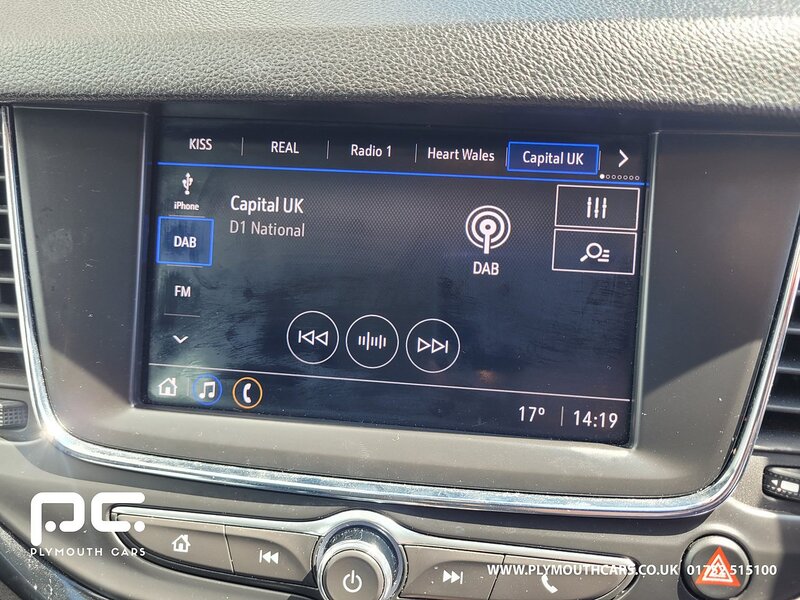 KISS REAL Radio 1 Heart Wales Capital UK
iPhone
Capital UK
D1 National
DAB
DAB
FM
17° 14:19
p.c.
PLYMOUTH CARS
WWW.PLYMOUTHCARS.CO.UK 01752 515100